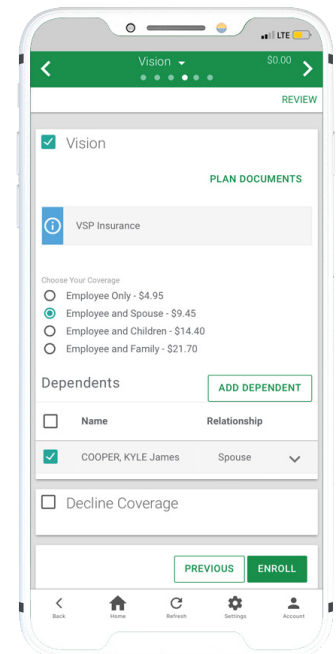 LTE
Vision
$0.00
REVIEW
Vision
PLAN DOCUMENTS
VSP Insurance
Choose Your Coverage
Employee Only - $4.95
Employee and Spouse - $9.45
Employee and Children - $14.40
Employee and Family - $21.70
Dependents
ADD DEPENDENT
Name Relationship
COOPER, KYLE James Spouse
Decline Coverage
PREVIOUS ENROLL
Back Home Refresh Settings Account